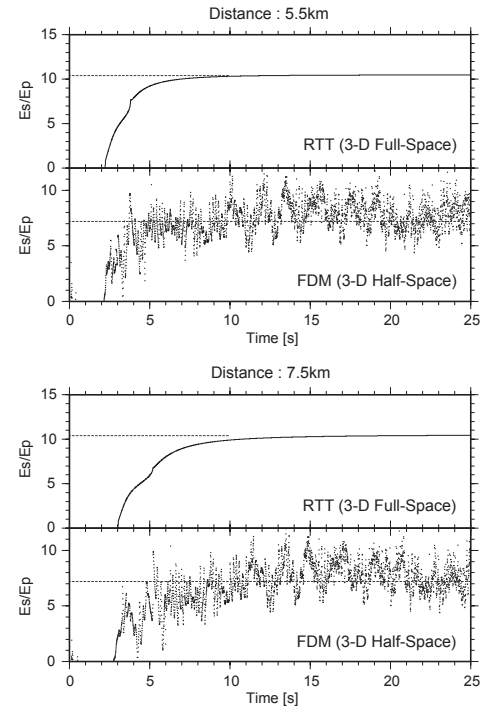 Distance : 5.5km
15
10
5
0
Es/Ep
RTT (3-D Full-Space)
10
5
0
Es/Ep
FDM (3-D Half-Space)
0 5 10 15 20 25
Time [s]
Distance : 7.5km
15
10
5
0
Es/Ep
RTT (3-D Full-Space)
10
5
0
Es/Ep
FDM (3-D Half-Space)
0 5 10 15 20 25
Time [s]